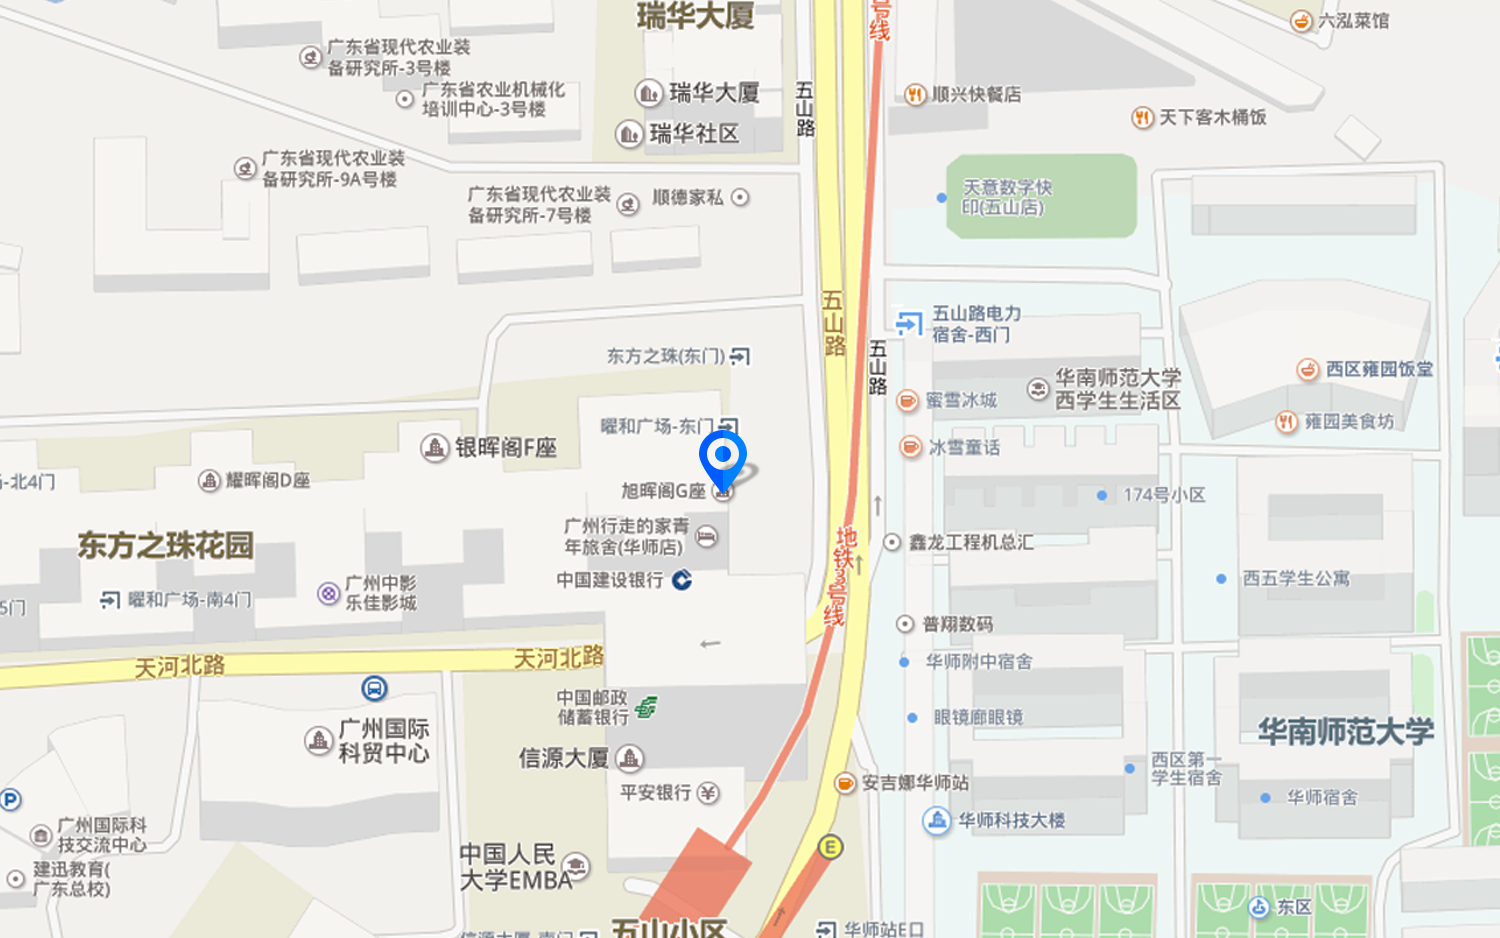 瑞华大厦
号线
六泓菜馆
广东省现代农业装
备研究所-3号楼
广东省农业机械化
培训中心-3号楼
瑞华大厦
五山路
顺兴快餐店
天下客木桶饭
瑞华社区
广东省现代农业装
备研究所-9A号楼
广东省现代农业装
备研究所-7号楼
顺德家私
天意数字快
印(五山店)
五山路
五山路电力
宿舍-西门
东方之珠(东门)
五山路
华南师范大学
西学生生活区
西区雍园饭堂
蜜雪冰城
曜和广场-东门
雍园美食坊
银晖阁F座
冰雪童话
-北4门
耀晖阁D座
旭晖阁G座
174号小区
广州行走的家青
年旅舍(华师店)
东方之珠花园
地铁3号线
鑫龙工程机总汇
中国建设银行
西五学生公寓
广州中影
乐佳影城
5门
曜和广场-南4门
普翔数码
天河北路
天河北路
华师附中宿舍
中国邮政
储蓄银行
眼镜廊眼镜
广州国际
科贸中心
华南师范大学
信源大厦
西区第一
学生宿舍
平安银行
安吉娜华师站
华师宿舍
P
广州国际科
技交流中心
华师科技大楼
E
建迅教育(
广东总校)
中国人民
大学EMBA
东区
五山小区
华师站E口
信源大厦-南门